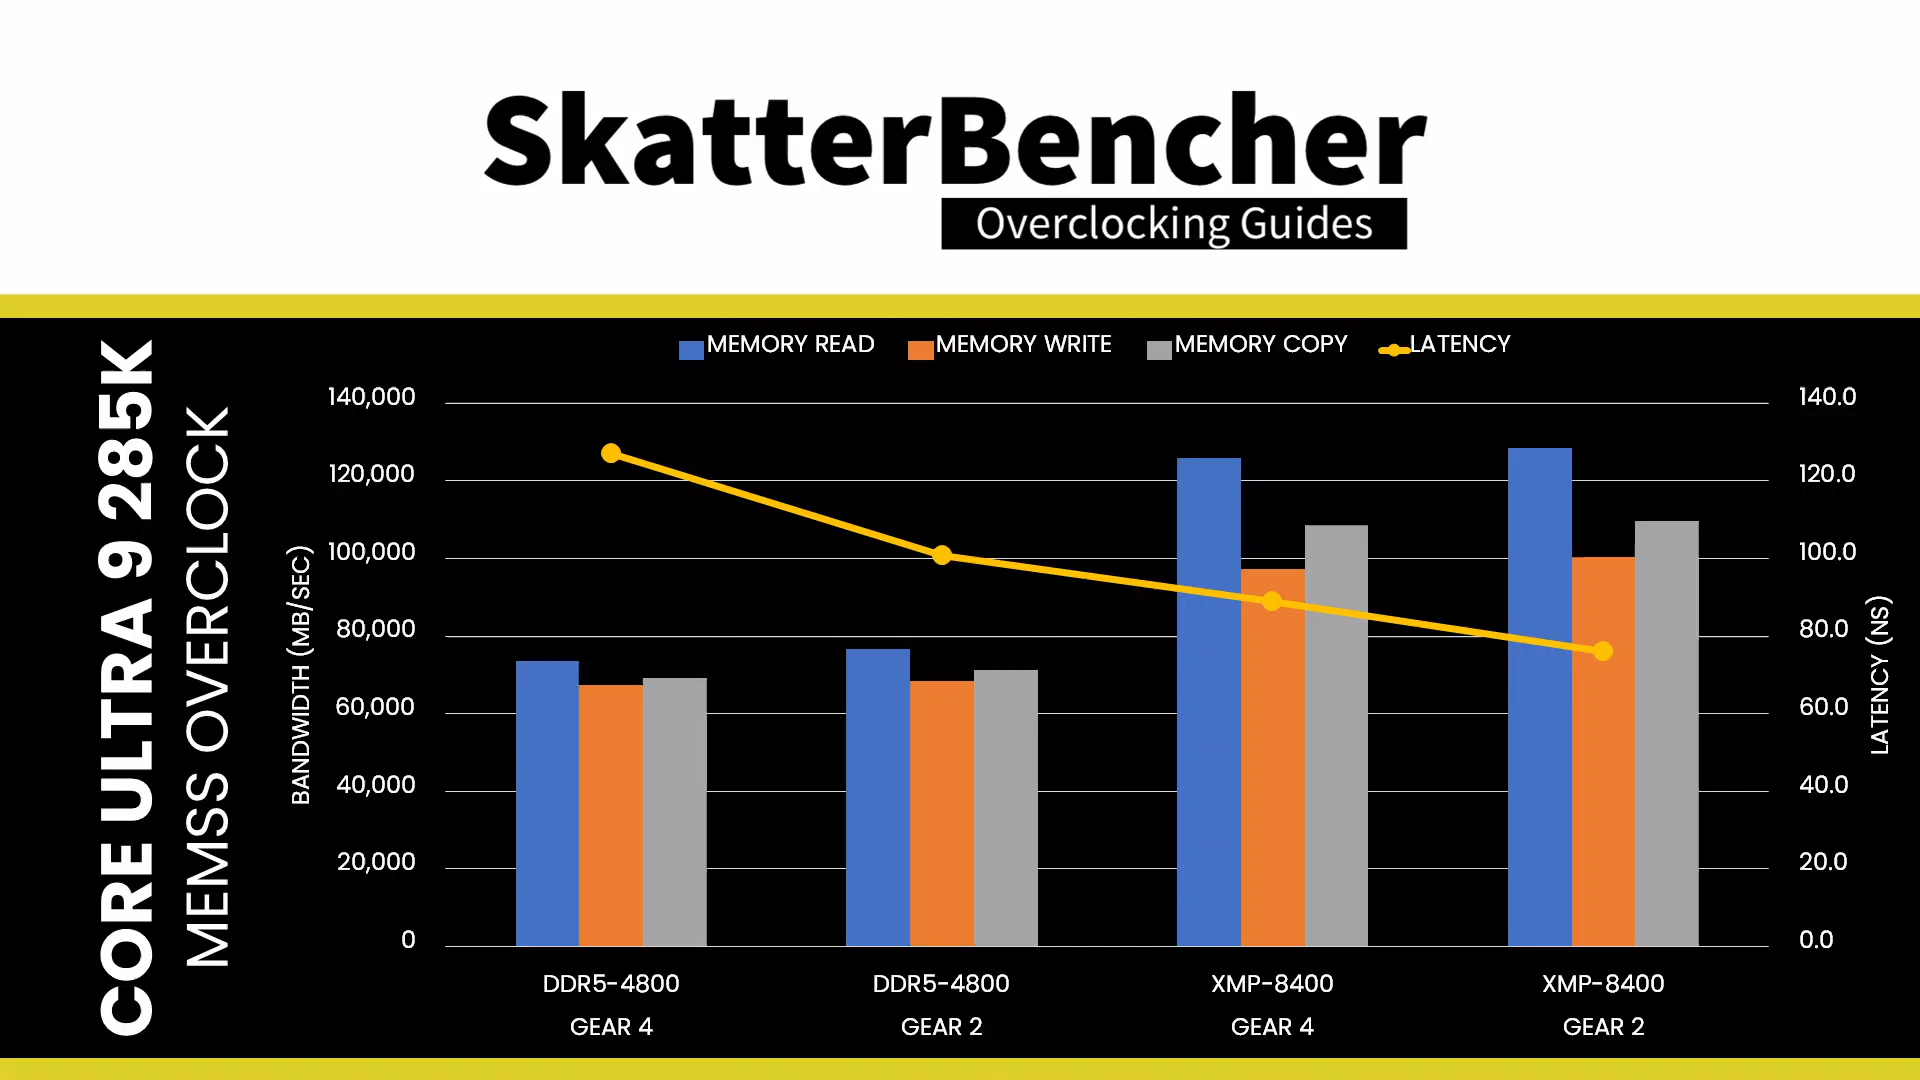 SkatterBencher
Overclocking Guides
CORE ULTRA 9 285K
MEMSS OVERCLOCK
MEMORY READ
MEMORY WRITE
MEMORY COPY
LATENCY
BANDWIDTH (MB/SEC)
140,000
120,000
100,000
80,000
60,000
40,000
20,000
0
140.0
120.0
100.0
80.0
60.0
40.0
20.0
0.0
LATENCY (NS)
DDR5-4800
GEAR 4
DDR5-4800
GEAR 2
XMP-8400
GEAR 4
XMP-8400
GEAR 2